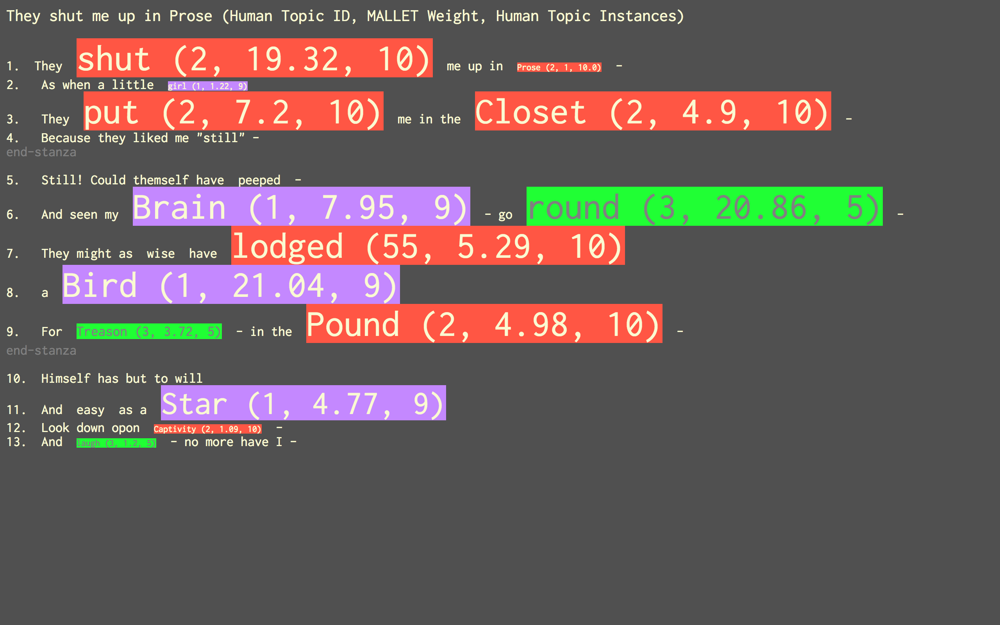 They shut me up in Prose (Human Topic ID, MALLET Weight, Human Topic Instances)
1. They shut (2, 19.32, 10) me up in Prose (2, 1, 10.0) –
2. As when a little girl (1, 1.22, 9)
3. They put (2, 7.2, 10) me in the Closet (2, 4.9, 10) –
4. Because they liked me "still" –
end-stanza
5. Still! Could themself have peeped –
6. And seen my Brain (1, 7.95, 9) – go round (3, 20.86, 5) –
7. They might as wise have lodged (55, 5.29, 10)
8. a Bird (1, 21.04, 9)
9. For Treason (3, 3.72, 5) – in the Pound (2, 4.98, 10) –
end-stanza
10. Himself has but to will
11. And easy as a Star (1, 4.77, 9)
12. Look down opon Captivity (2, 1.09, 10) –
13. And laugh (3, 1.2, 5) – no more have I –